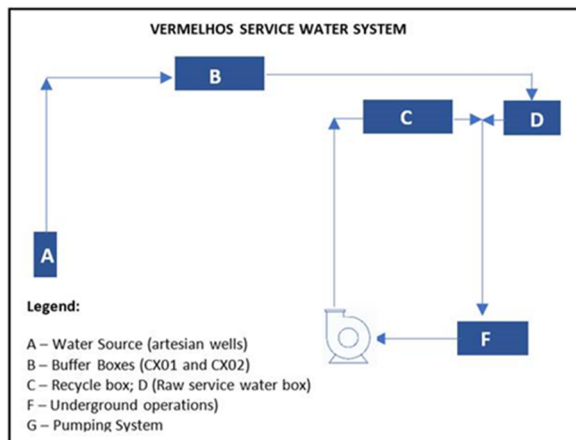 VERMELHOS SERVICE WATER SYSTEM
B
C
D
A
F
Legend:
A – Water Source (artesian wells)
B – Buffer Boxes (CX01 and CX02)
C – Recycle box; D (Raw service water box)
F – Underground operations)
G – Pumping System